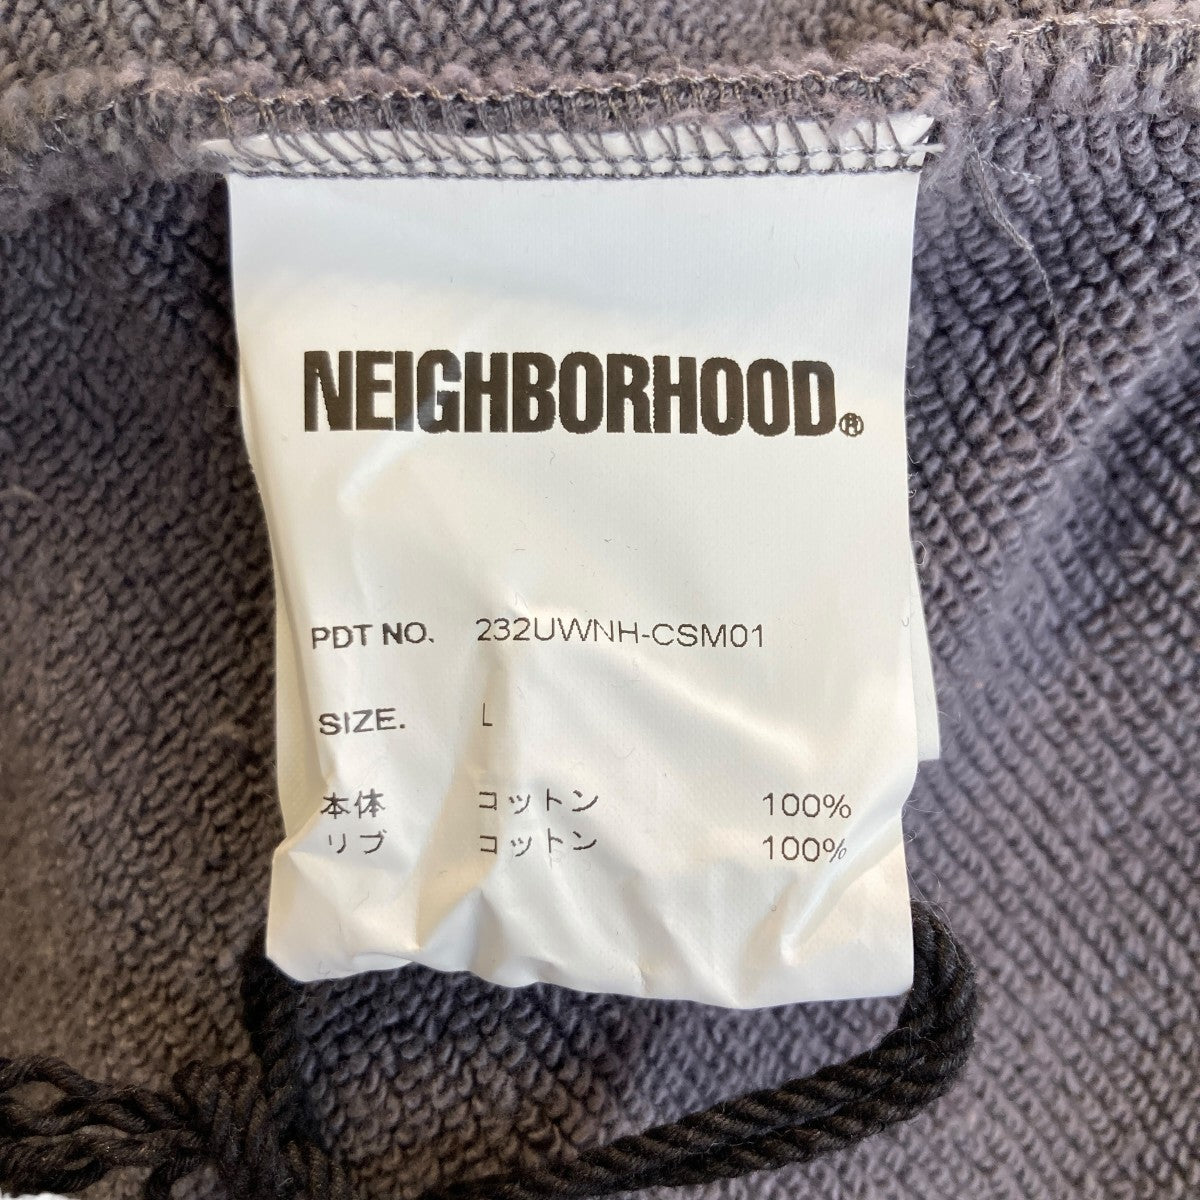 NEIGHBORHOOD®
PDT NO. 232UWNH-CSM01
SIZE. L
本体 コットン 100%
リブ コットン 100%